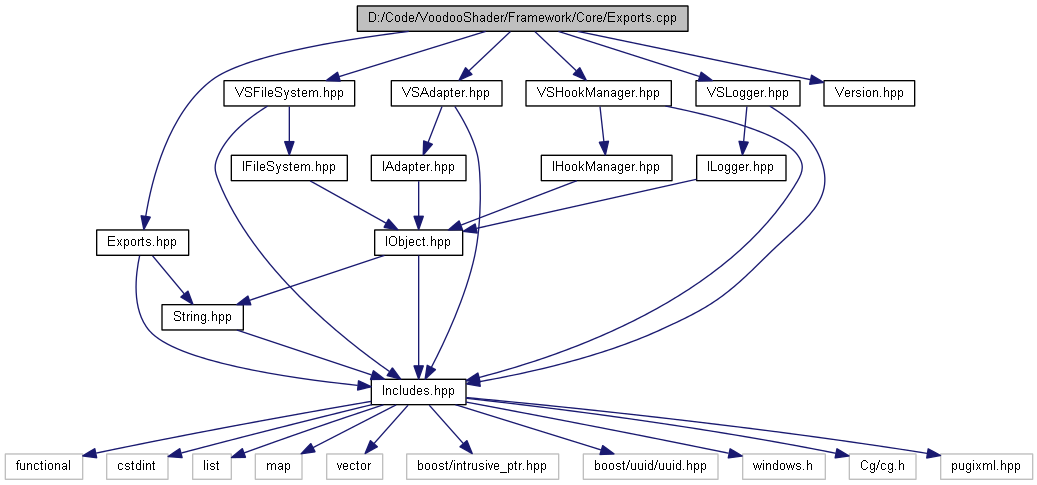 D:/Code/VoodooShader/Framework/Core/Exports.cpp
VSFileSystem.hpp
VSAdapter.hpp
VSHookManager.hpp
VSLogger.hpp
Version.hpp
IFileSystem.hpp
IAdapter.hpp
IHookManager.hpp
ILogger.hpp
Exports.hpp
IObject.hpp
String.hpp
Includes.hpp
functional
cstdint
list
map
vector
boost/intrusive_ptr.hpp
boost/uuid/uuid.hpp
windows.h
Cg/cg.h
pugixml.hpp